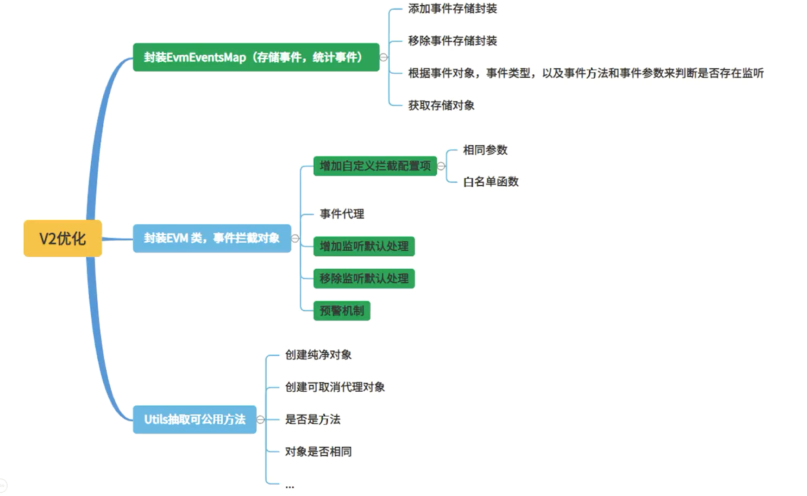 V2优化
封装EvmEventsMap（存储事件，统计事件）
添加事件存储封装
移除事件存储封装
根据事件对象，事件类型，以及事件方法和事件参数来判断是否存在监听
获取存储对象
封装EVM 类，事件拦截对象
增加自定义拦截配置项
相同参数
白名单函数
事件代理
增加监听默认处理
移除监听默认处理
预警机制
Utils抽取可公用方法
创建纯净对象
创建可取消代理对象
是否是方法
对象是否相同
...